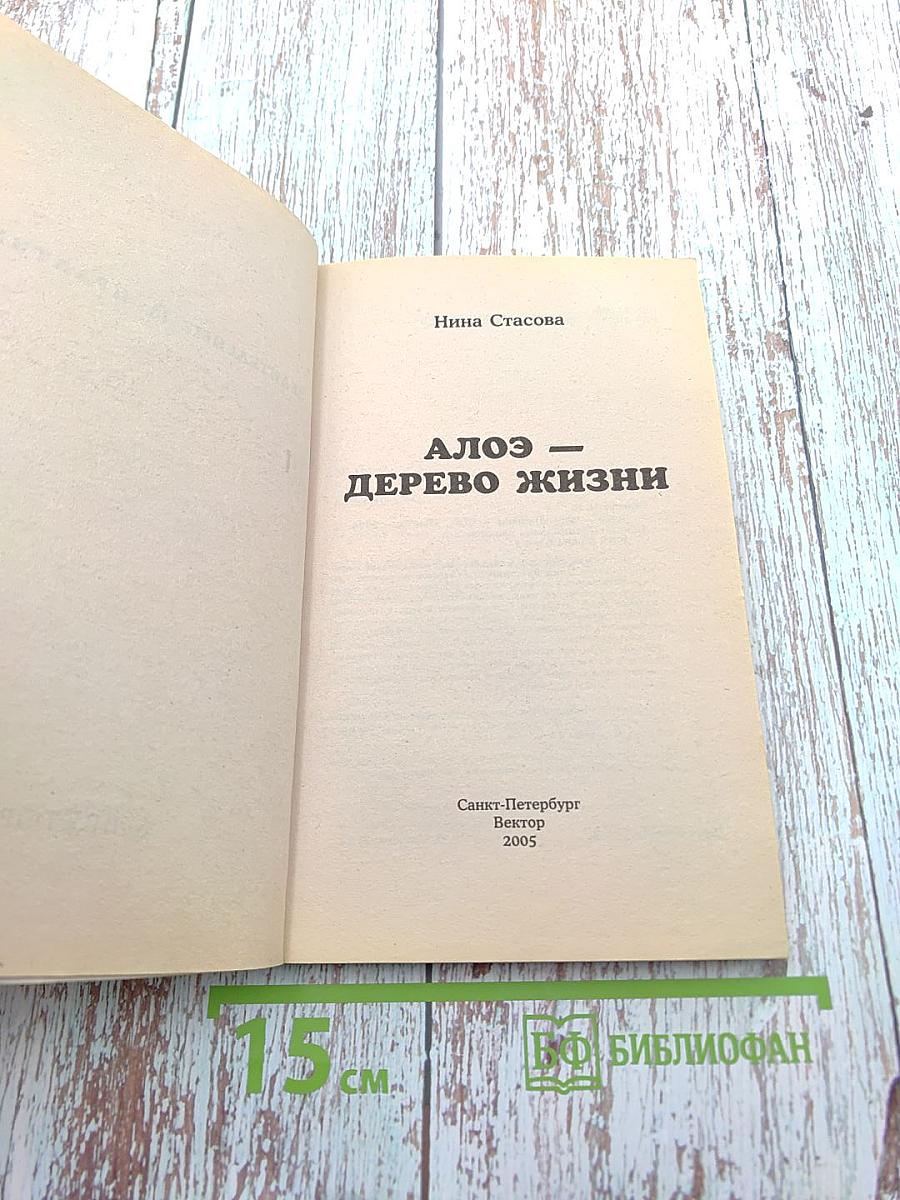 Нина Стасова
АЛОЭ —
ДЕРЕВО ЖИЗНИ
Санкт-Петербург
Вектор
2005
15 см
БФ БИБЛИОФАН